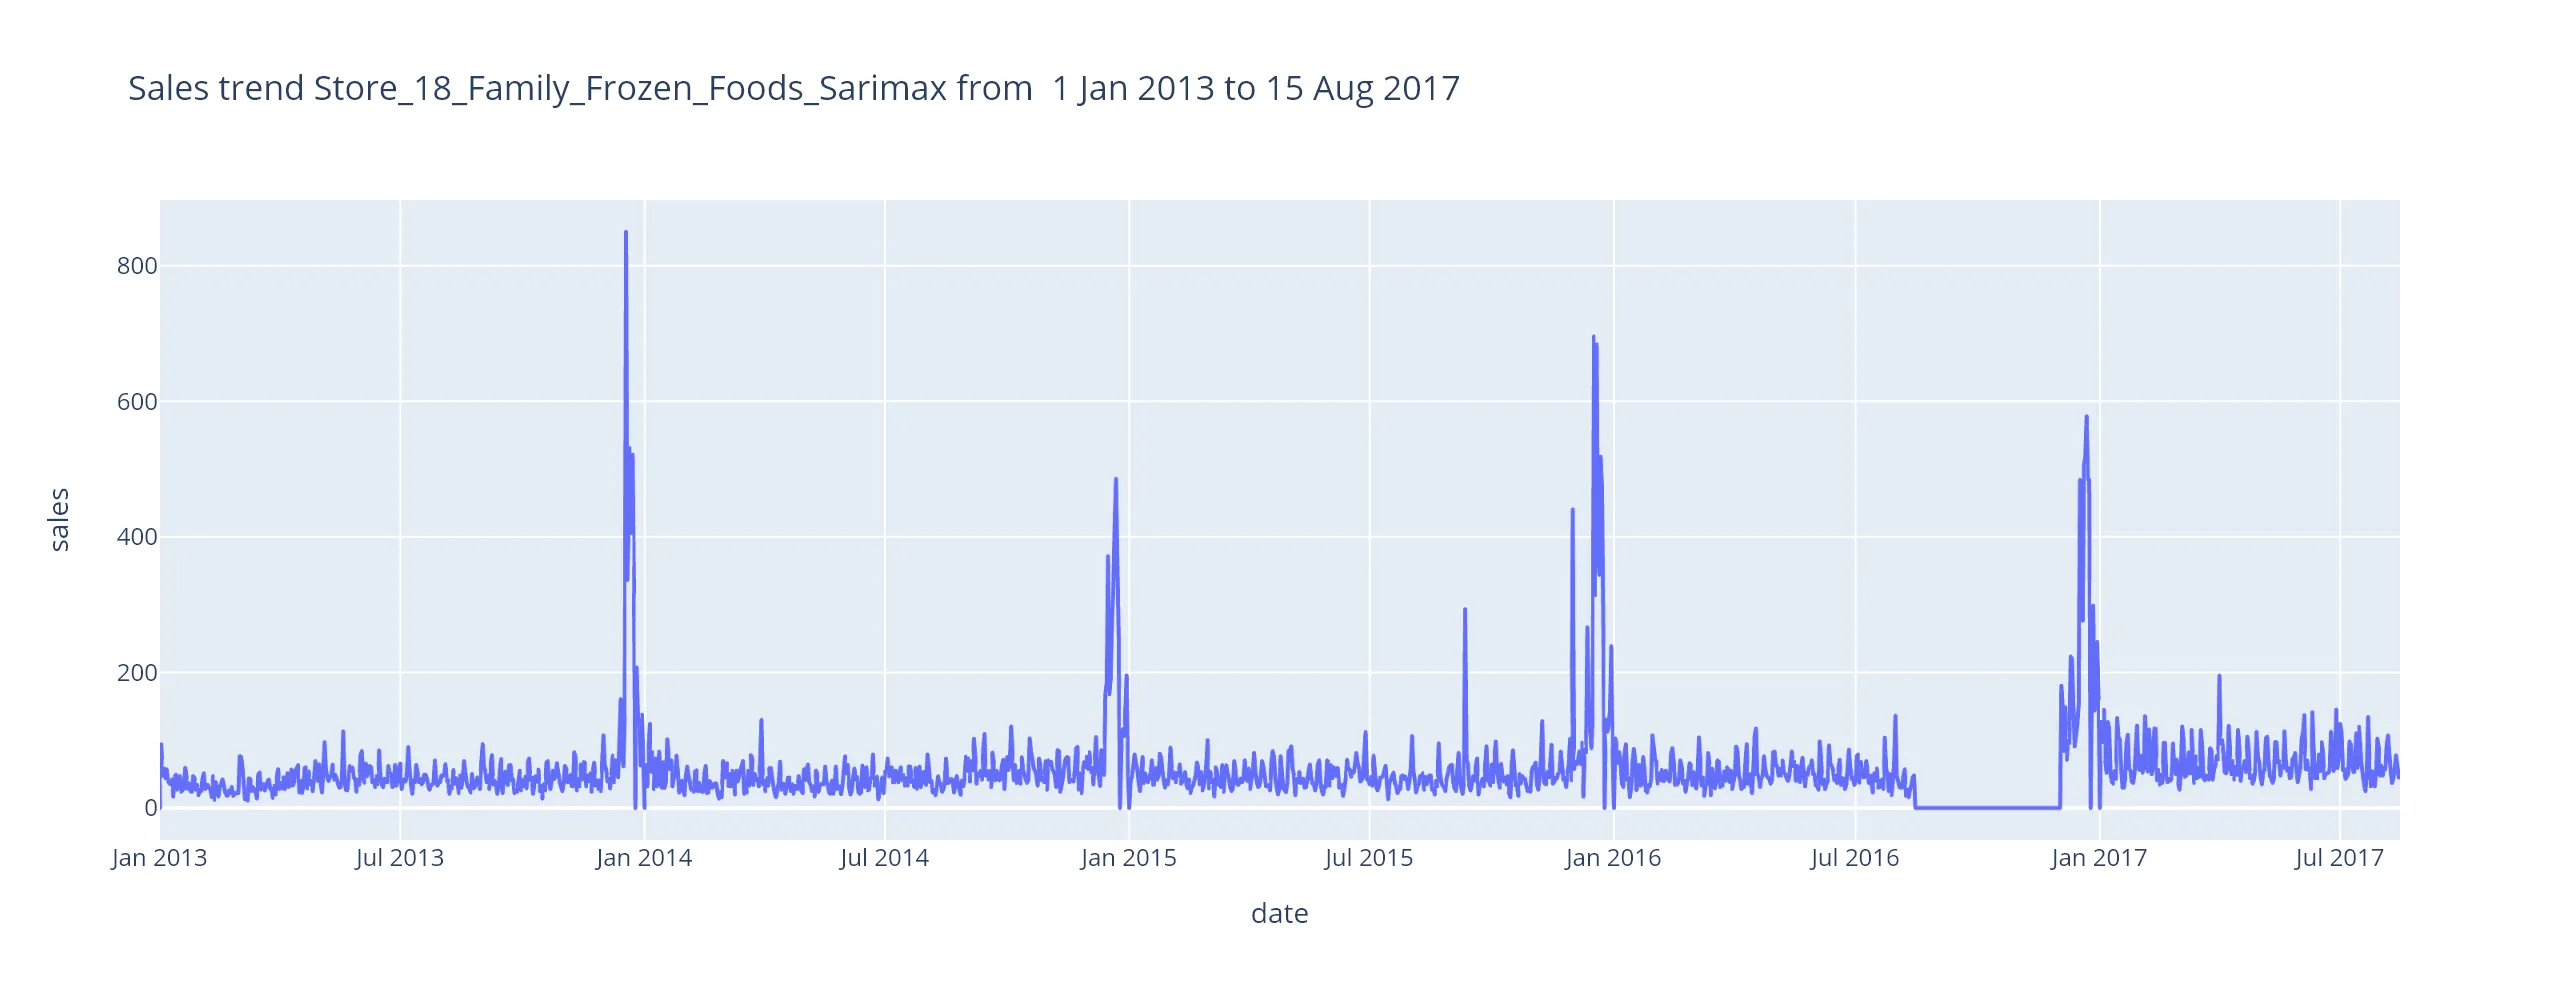 Sales trend Store_18_Family_Frozen_Foods_Sarimax from  1 Jan 2013 to 15 Aug 2017
800
600
400
200
0
sales
Jan 2013 Jul 2013 Jan 2014 Jul 2014 Jan 2015 Jul 2015 Jan 2016 Jul 2016 Jan 2017 Jul 2017
date